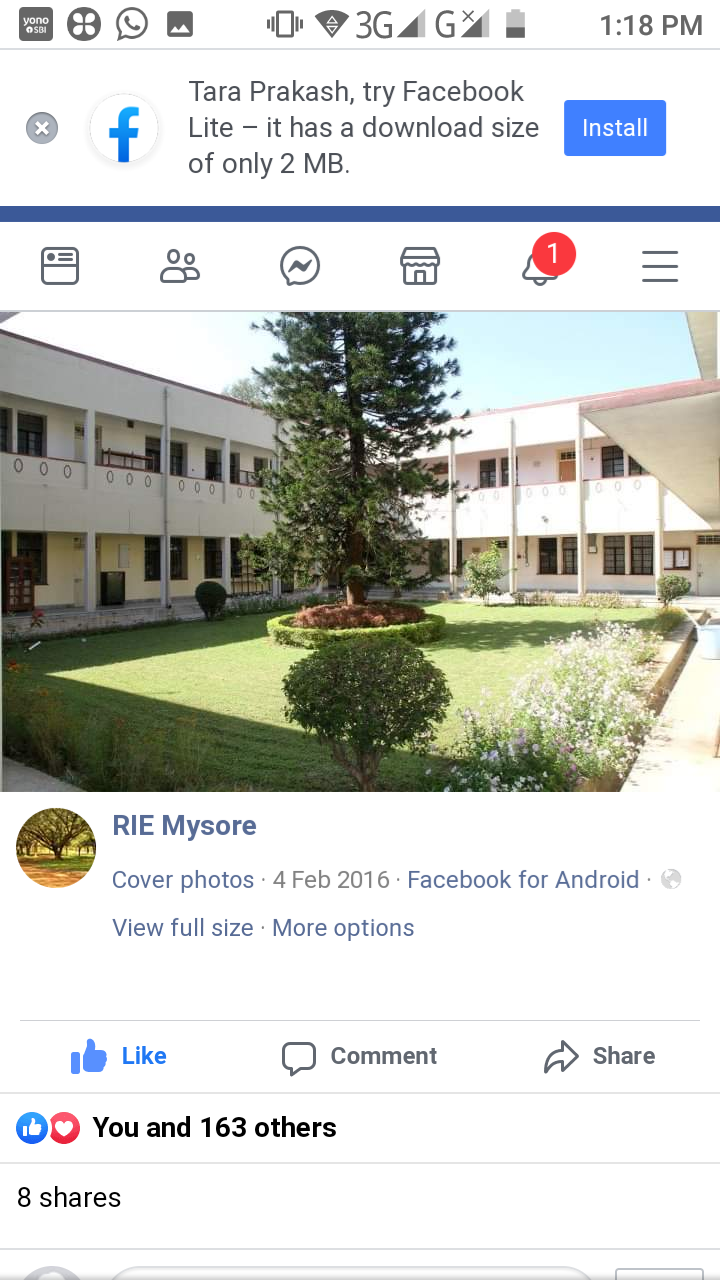 yono
SBI
3G
G
1:18 PM
Tara Prakash, try Facebook
Lite – it has a download size
of only 2 MB.
Install
1
RIE Mysore
Cover photos · 4 Feb 2016 · Facebook for Android ·
View full size · More options
Like
Comment
Share
You and 163 others
8 shares